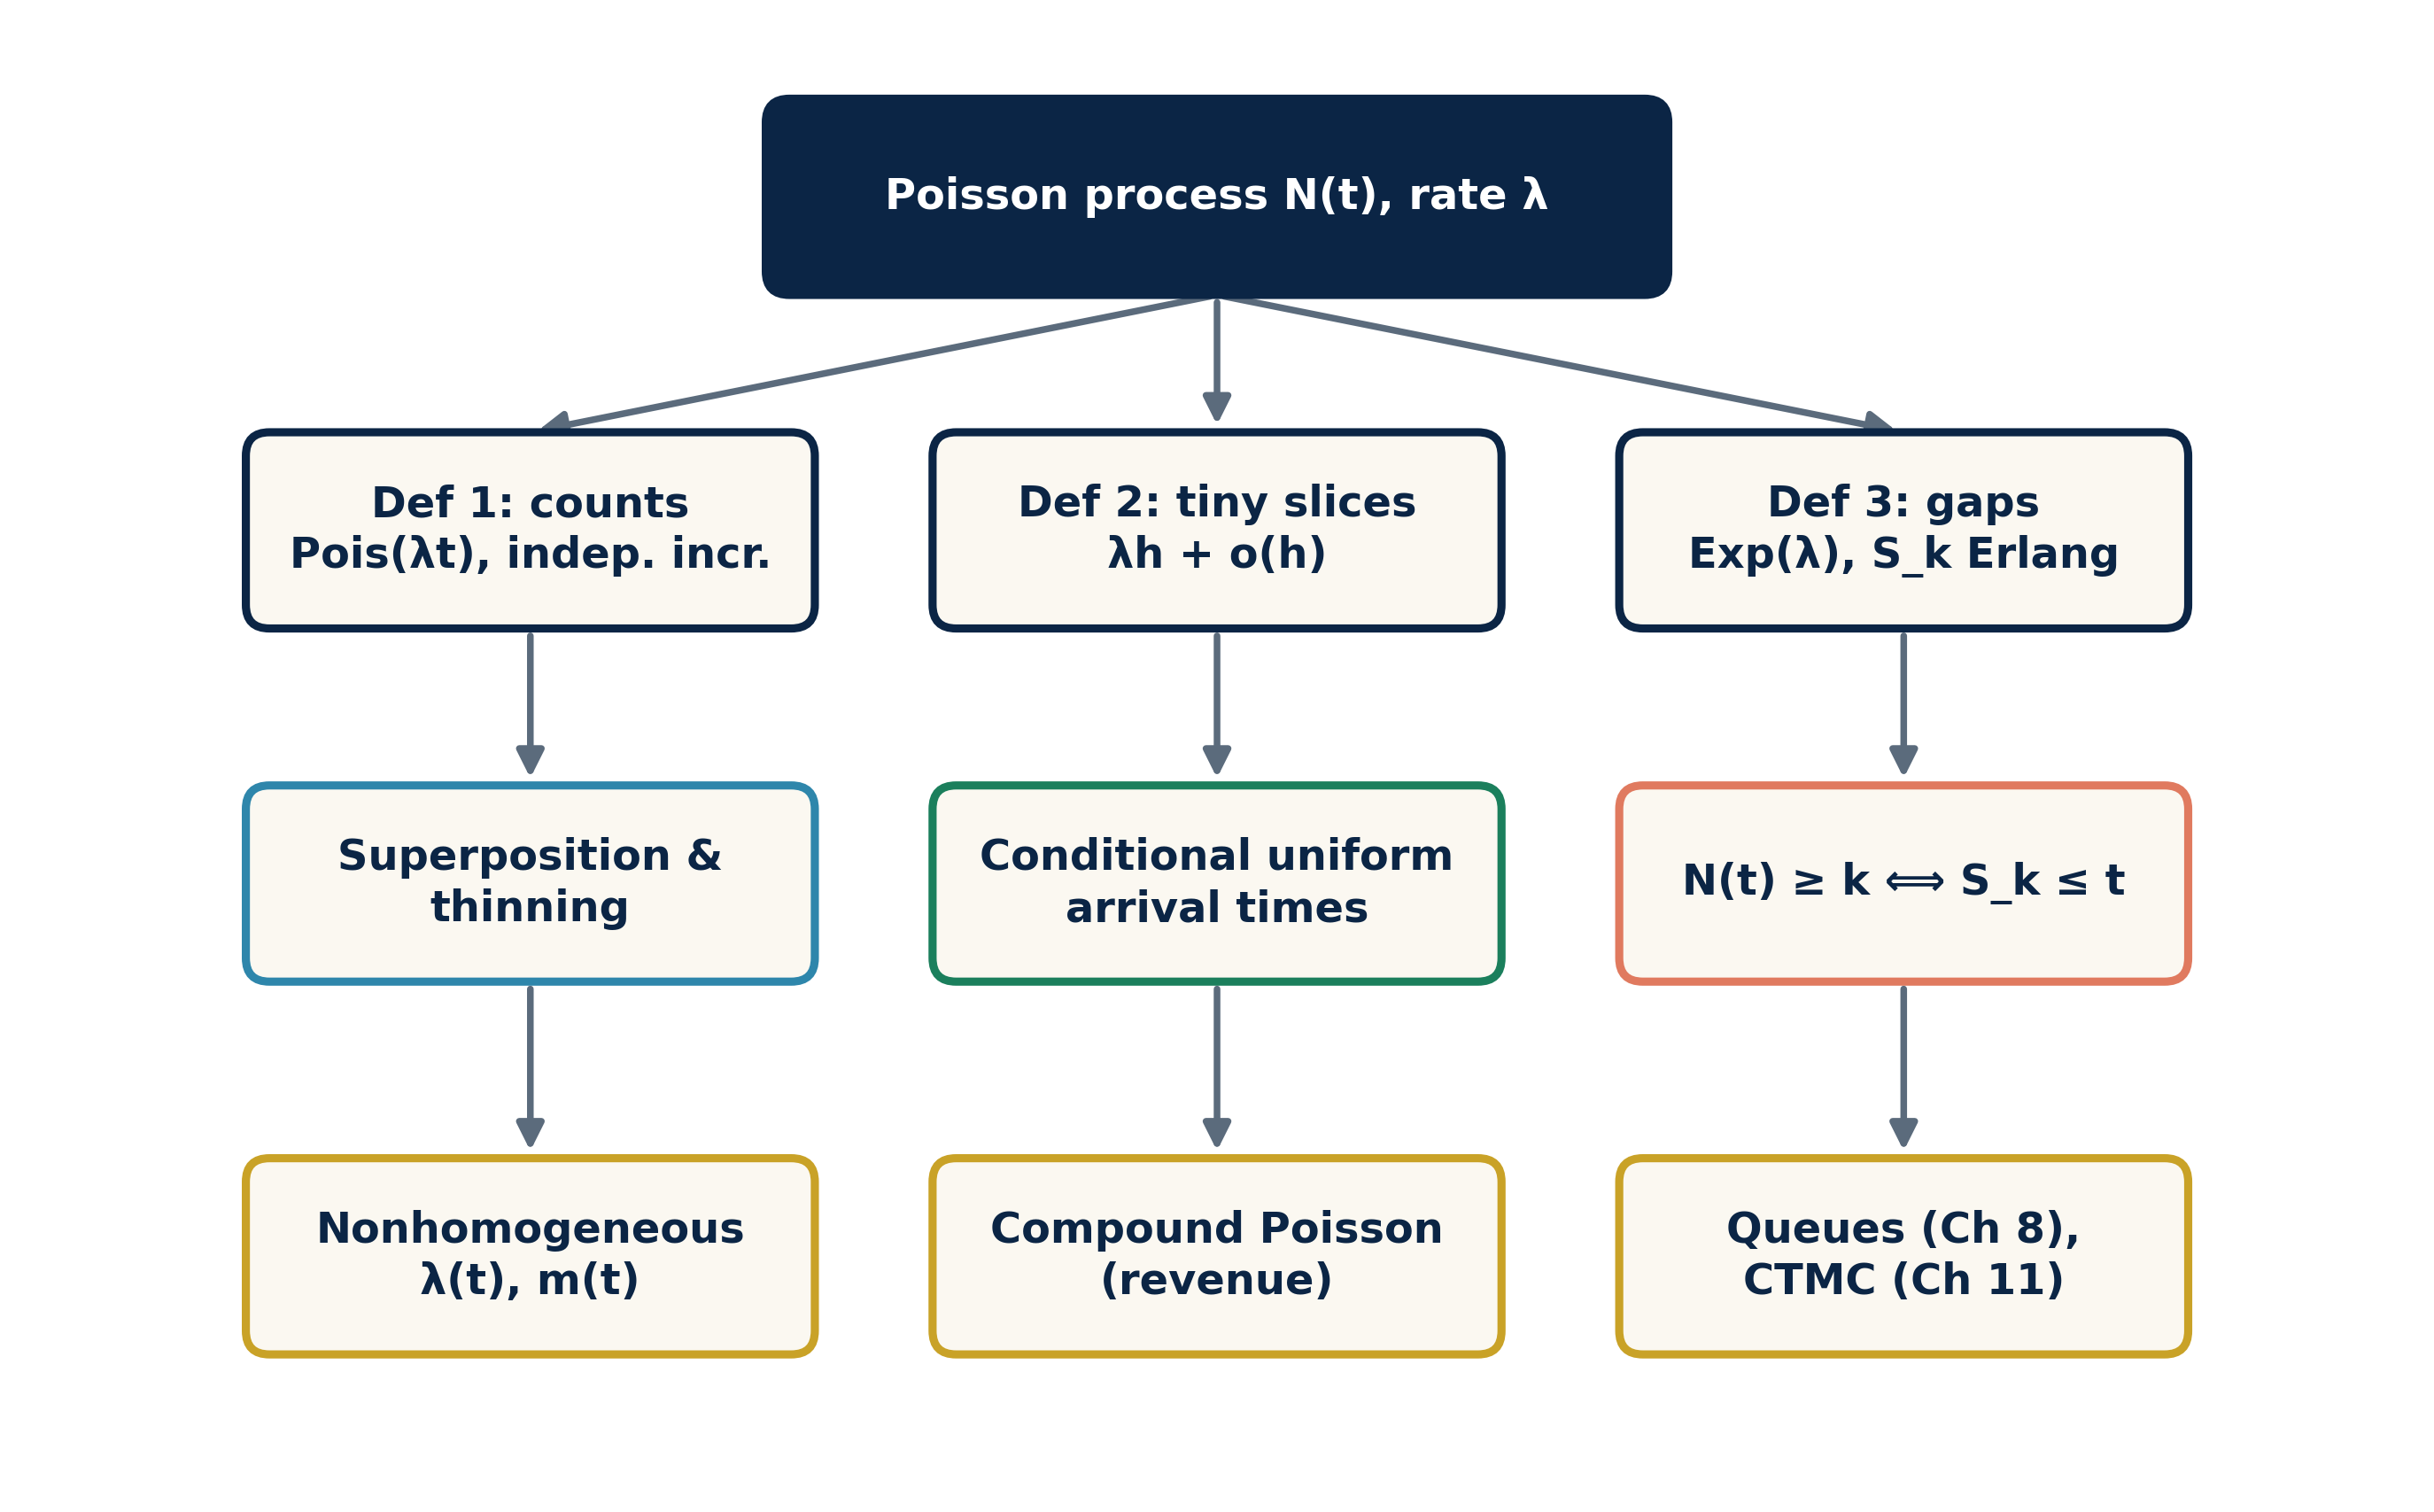 Poisson process N(t), rate λ
Def 1: counts
Pois(λt), indep. incr.
Def 2: tiny slices
λh + o(h)
Def 3: gaps
Exp(λ), S_k Erlang
Superposition &
thinning
Conditional uniform
arrival times
N(t) ≥ k ⟺ S_k ≤ t
Nonhomogeneous
λ(t), m(t)
Compound Poisson
(revenue)
Queues (Ch 8),
CTMC (Ch 11)